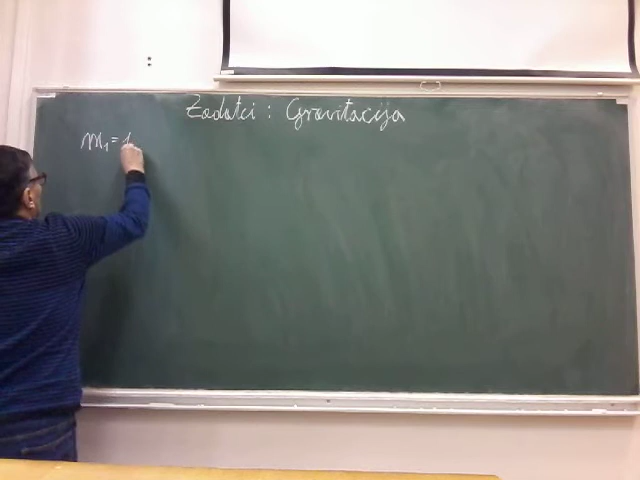 Zadatci : Gravitacija
m₁ = 1